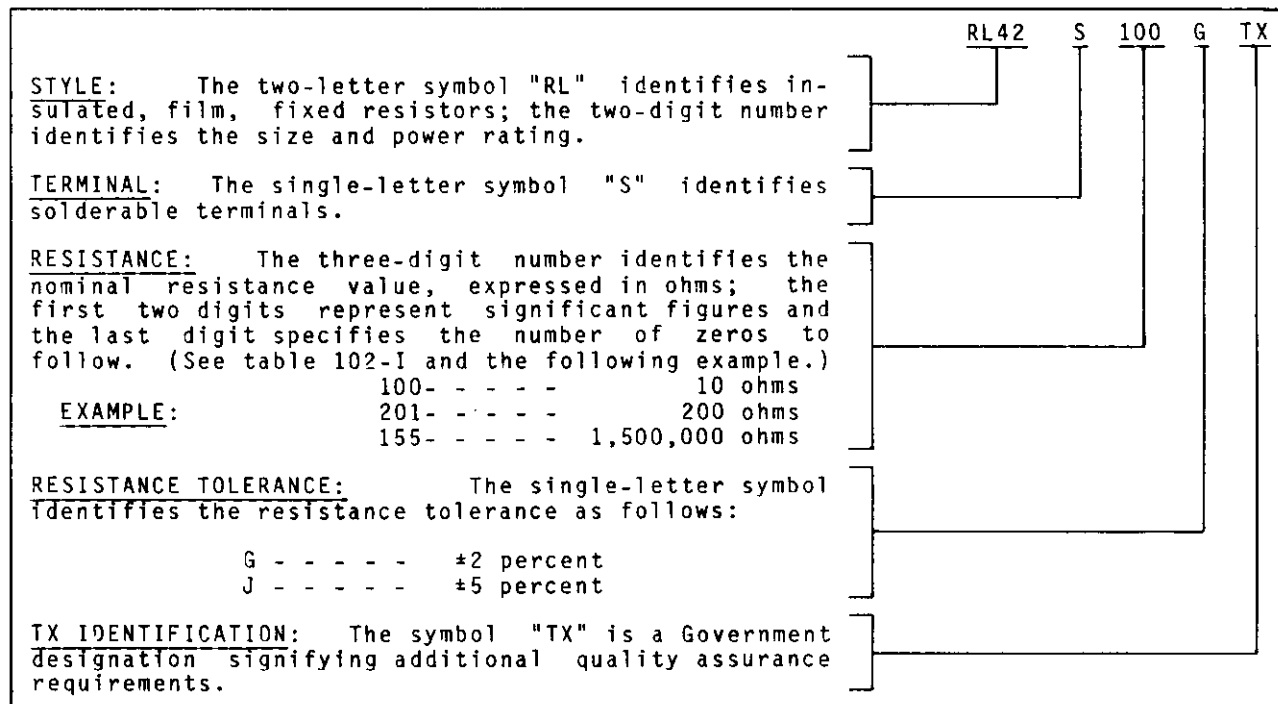 RL42 S 100 G TX
STYLE: The two-letter symbol "RL" identifies in-
sulated, film, fixed resistors; the two-digit number
identifies the size and power rating.
TERMINAL: The single-letter symbol "S" identifies
solderable terminals.
RESISTANCE: The three-digit number identifies the
nominal resistance value, expressed in ohms; the
first two digits represent significant figures and
the last digit specifies the number of zeros to
follow. (See table 102-I and the following example.)
100- - - - - 10 ohms
EXAMPLE: 201- - - - - 200 ohms
155- - - - - 1,500,000 ohms
RESISTANCE TOLERANCE: The single-letter symbol
identifies the resistance tolerance as follows:
G - - - - - ±2 percent
J - - - - - ±5 percent
TX IDENTIFICATION: The symbol "TX" is a Government
designation signifying additional quality assurance
requirements.